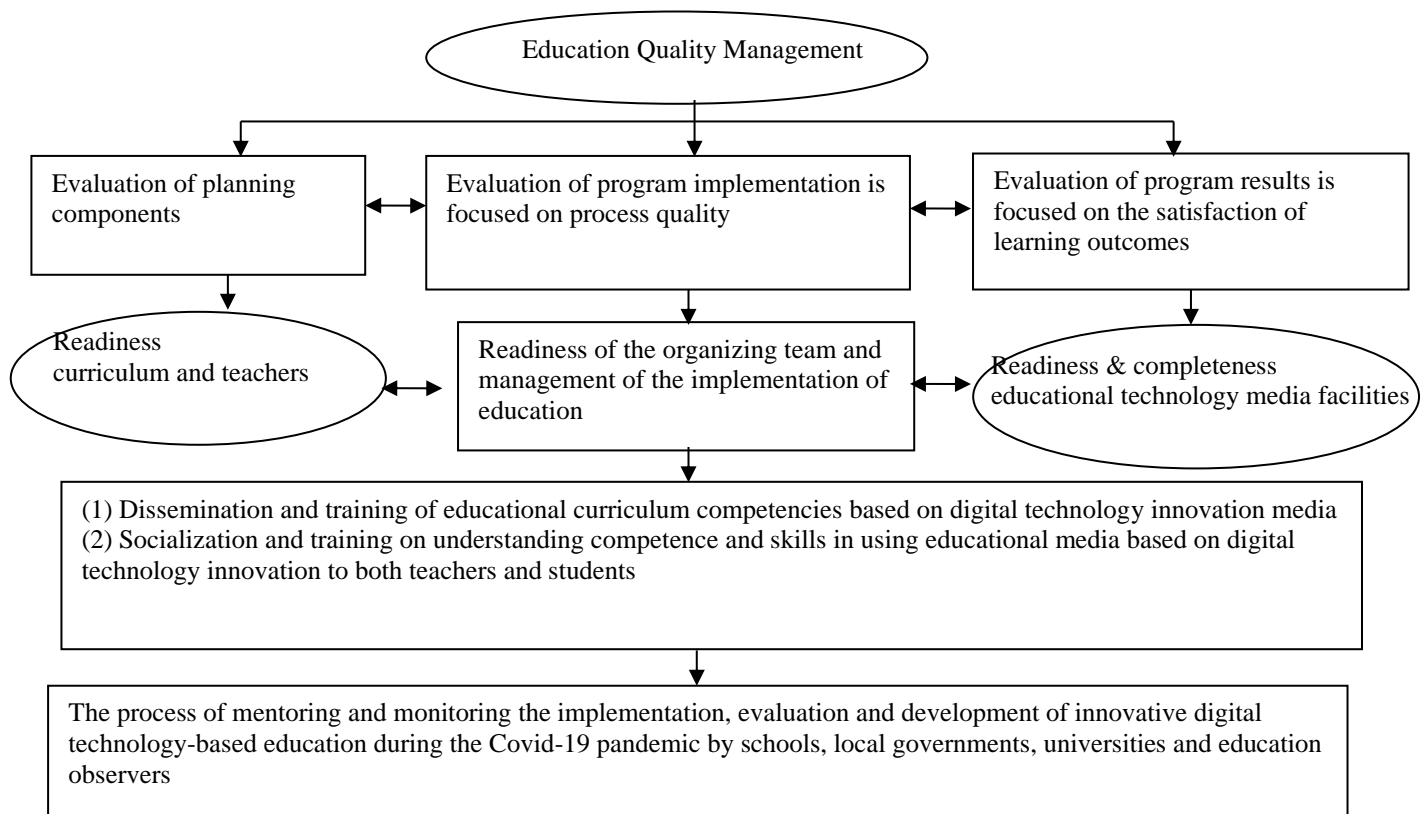 Education Quality Management
Evaluation of planning
components
Evaluation of program implementation is
focused on process quality
Evaluation of program results is
focused on the satisfaction of
learning outcomes
Readiness
curriculum and teachers
Readiness of the organizing team and
management of the implementation of
education
Readiness & completeness
educational technology media facilities
(1) Dissemination and training of educational curriculum competencies based on digital technology innovation media
(2) Socialization and training on understanding competence and skills in using educational media based on digital
technology innovation to both teachers and students
The process of mentoring and monitoring the implementation, evaluation and development of innovative digital
technology-based education during the Covid-19 pandemic by schools, local governments, universities and education
observers